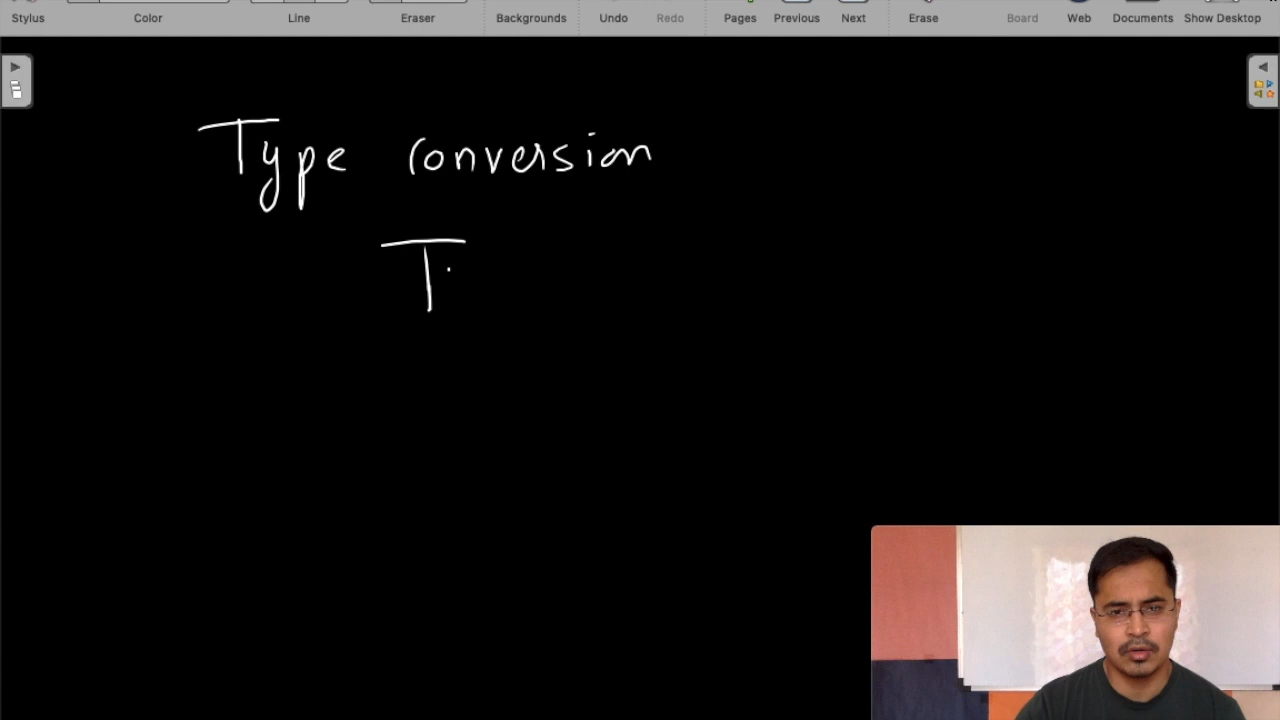 Stylus Color Line Eraser Backgrounds Undo Redo Pages Previous Next Erase Board Web Documents Show Desktop
Type conversion
T